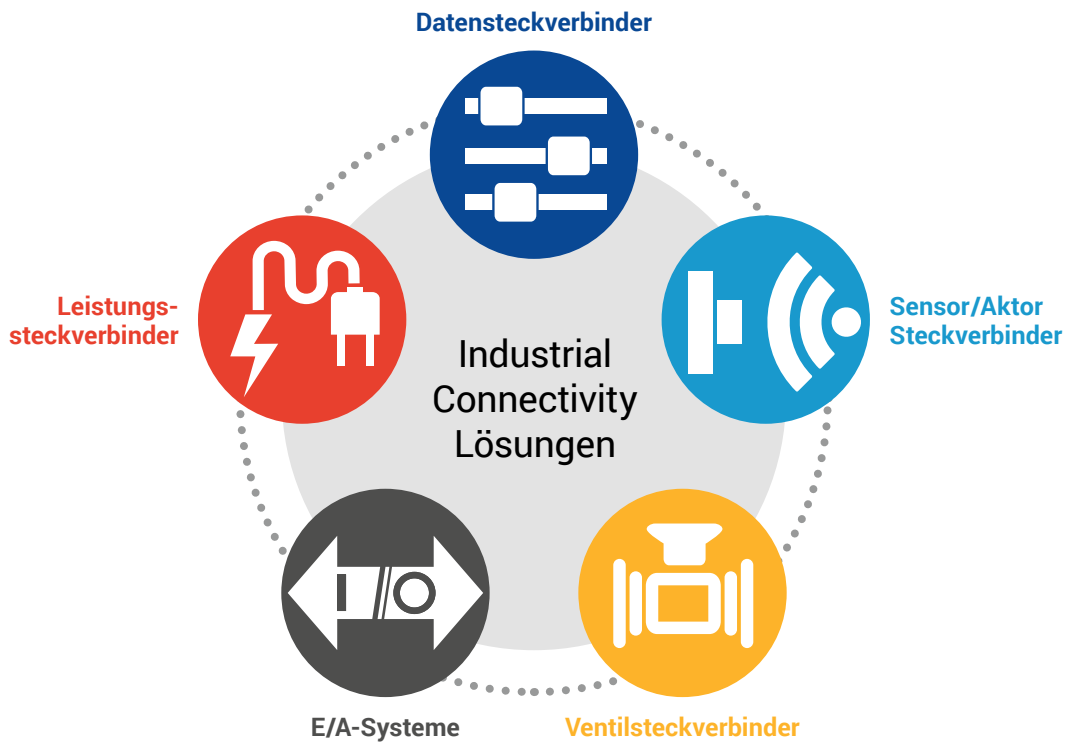 Datensteckverbinder
Leistungs-
steckverbinder
Sensor/Aktor
Steckverbinder
Industrial
Connectivity
Lösungen
I/O
E/A-Systeme
Ventilsteckverbinder